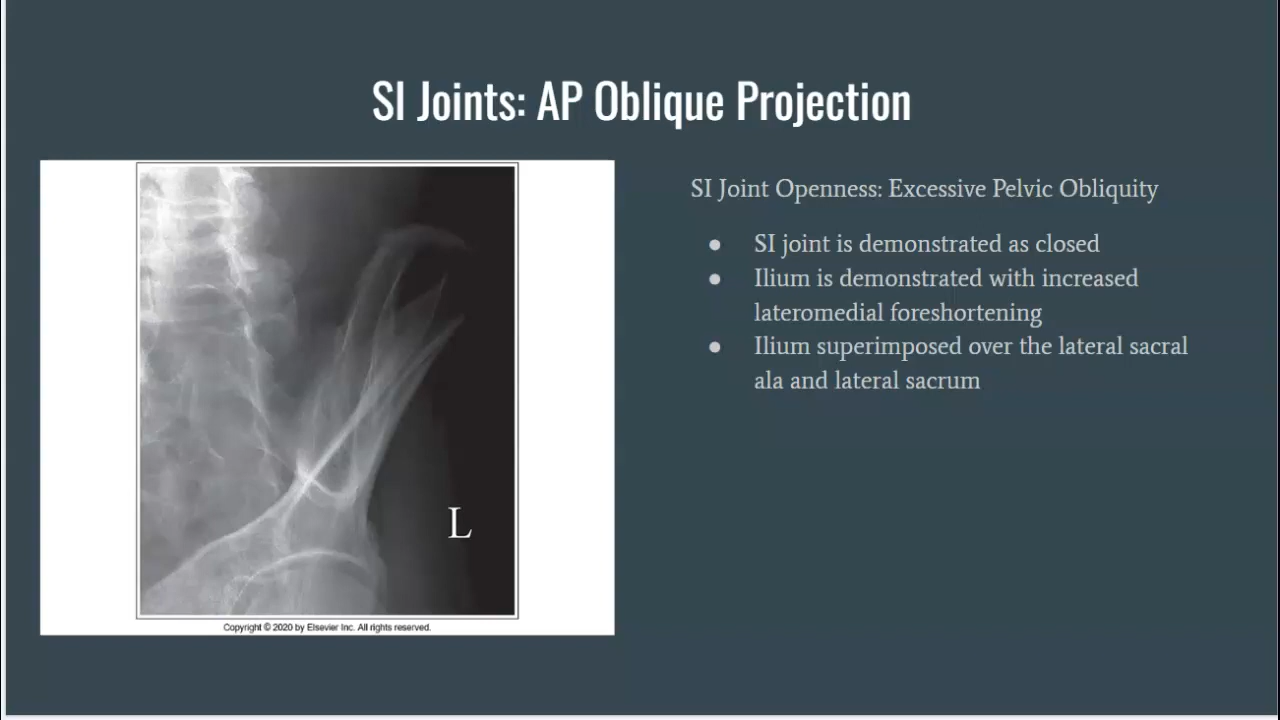 SI Joints: AP Oblique Projection
SI Joint Openness: Excessive Pelvic Obliquity
● SI joint is demonstrated as closed
● Ilium is demonstrated with increased
lateromedial foreshortening
● Ilium superimposed over the lateral sacral
ala and lateral sacrum
L
Copyright © 2020 by Elsevier Inc. All rights reserved.